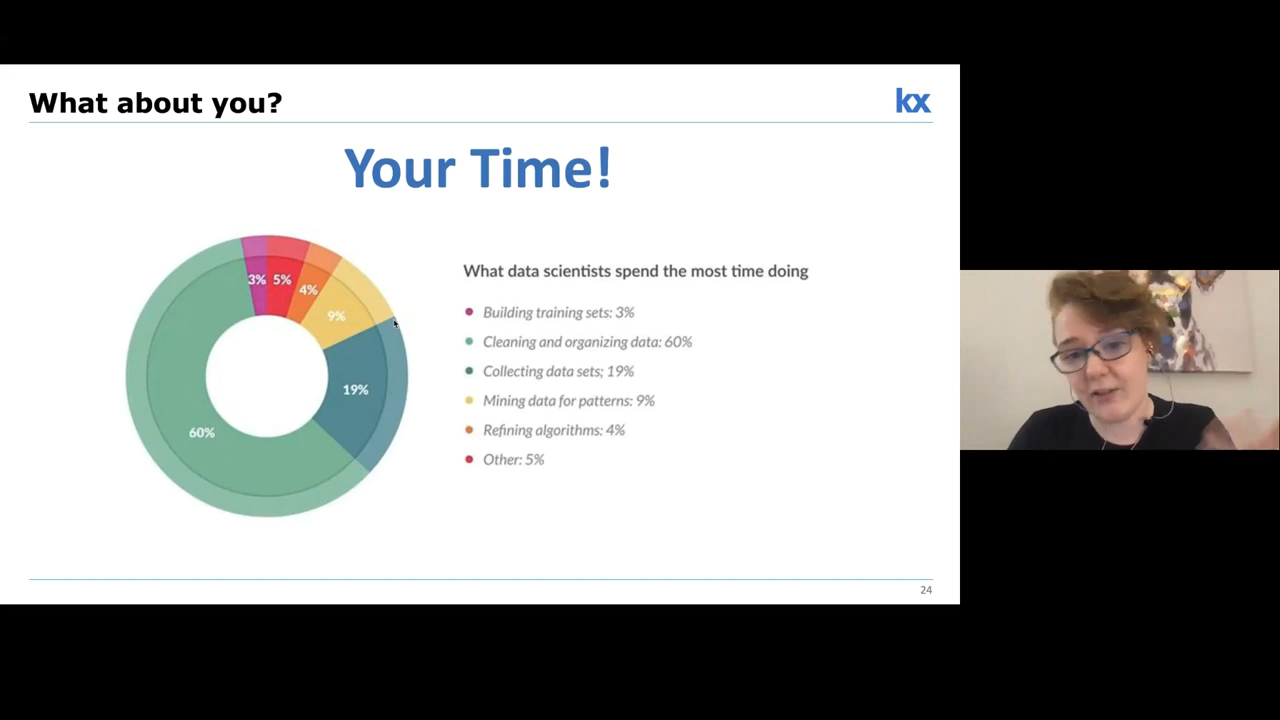 What about you?
kx
Your Time!
3%
5%
4%
9%
19%
60%
What data scientists spend the most time doing
Building training sets: 3%
Cleaning and organizing data: 60%
Collecting data sets; 19%
Mining data for patterns: 9%
Refining algorithms: 4%
Other: 5%
24